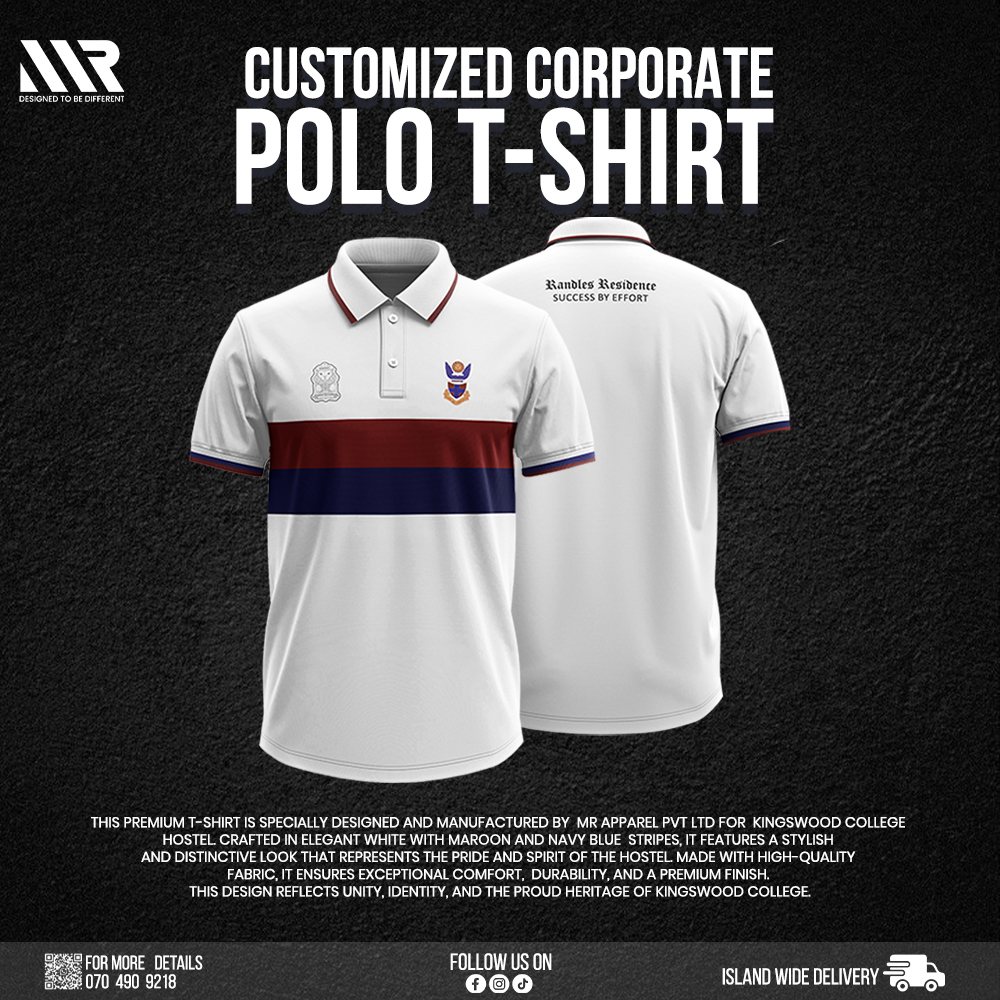 MR
DESIGNED TO BE DIFFERENT
CUSTOMIZED CORPORATE
POLO T-SHIRT
Randles Residence
SUCCESS BY EFFORT
THIS PREMIUM T-SHIRT IS SPECIALLY DESIGNED AND MANUFACTURED BY MR APPAREL PVT LTD FOR KINGSWOOD COLLEGE
HOSTEL. CRAFTED IN ELEGANT WHITE WITH MAROON AND NAVY BLUE STRIPES, IT FEATURES A STYLISH
AND DISTINCTIVE LOOK THAT REPRESENTS THE PRIDE AND SPIRIT OF THE HOSTEL. MADE WITH HIGH-QUALITY
FABRIC, IT ENSURES EXCEPTIONAL COMFORT, DURABILITY, AND A PREMIUM FINISH.
THIS DESIGN REFLECTS UNITY, IDENTITY, AND THE PROUD HERITAGE OF KINGSWOOD COLLEGE.
FOR MORE DETAILS
070 490 9218
FOLLOW US ON
ISLAND WIDE DELIVERY